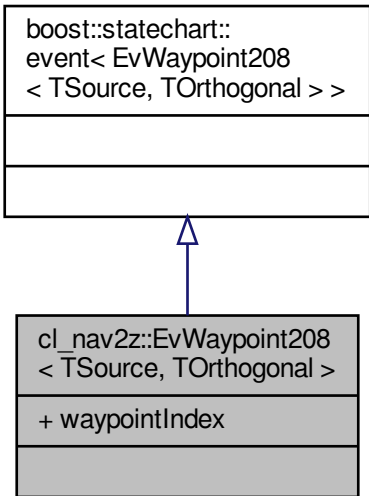 boost::statechart::
event< EvWaypoint208
< TSource, TOrthogonal > >
cl_nav2z::EvWaypoint208
< TSource, TOrthogonal >
+ waypointIndex